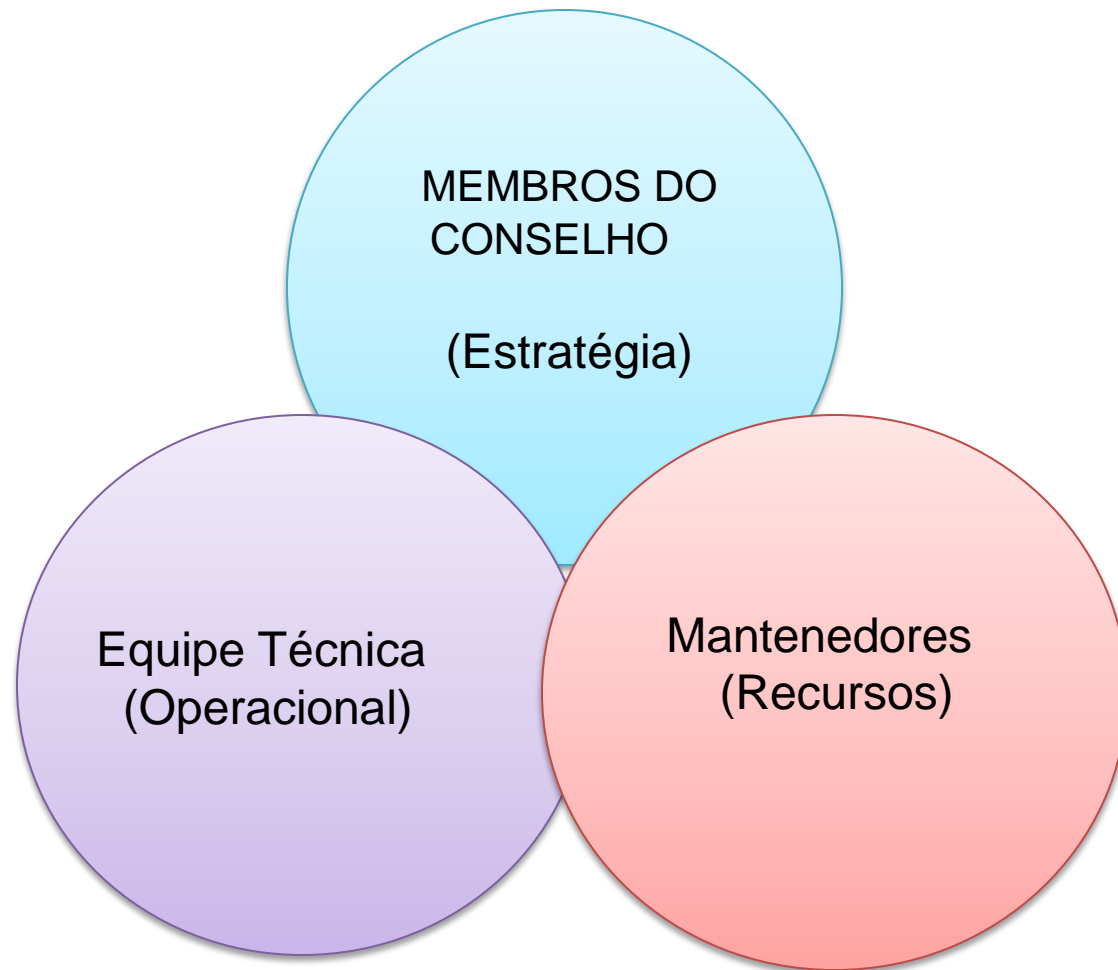 MEMBROS DO
CONSELHO
(Estratégia)
Equipe Técnica
(Operacional)
Mantenedores
(Recursos)